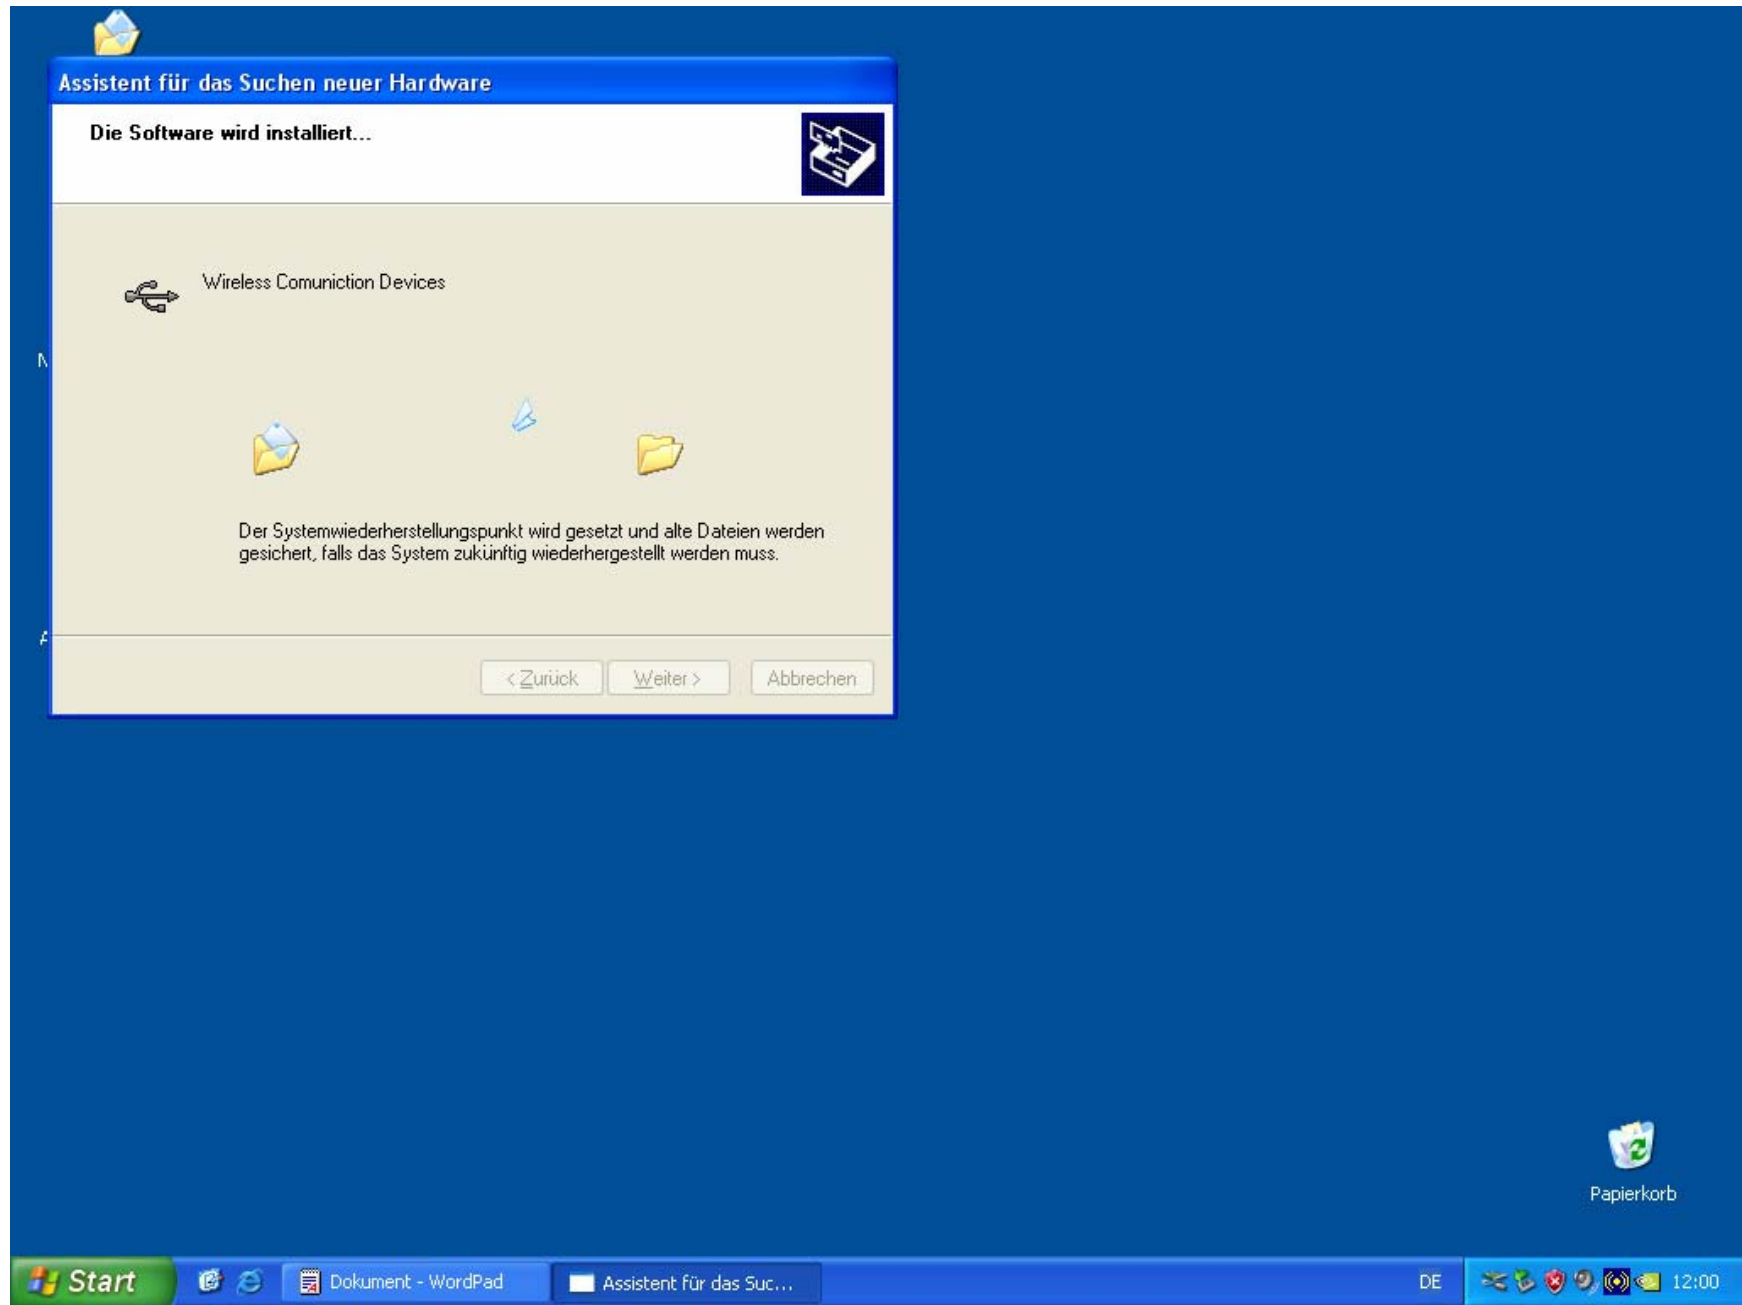 Assistent für das Suchen neuer Hardware
Die Software wird installiert...
Wireless Comuniction Devices
N
Der Systemwiederherstellungspunkt wird gesetzt und alte Dateien werden
gesichert, falls das System zukünftig wiederhergestellt werden muss.
A
< Zurück
Weiter >
Abbrechen
Papierkorb
Start
Dokument - WordPad
Assistent für das Suc...
DE
12:00